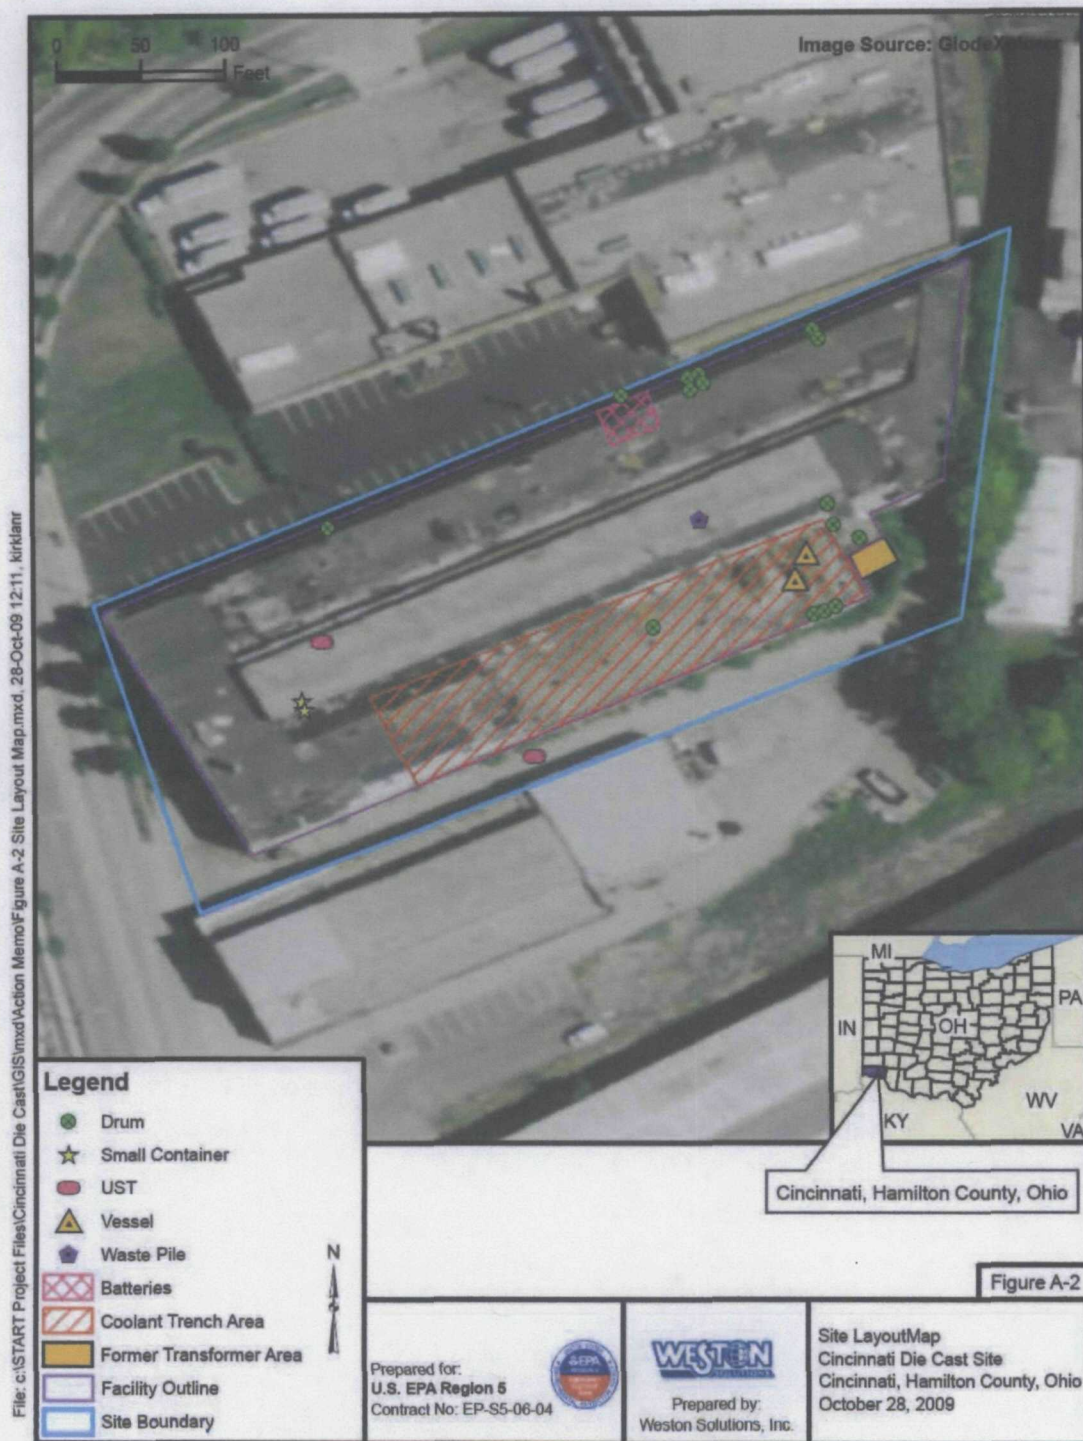 0 50 100
Feet
Image Source:
File: c:\START Project Files\Cincinnati Die Cast\GIS\mxd\Action Memo\Figure A-2 Site Layout Map.mxd, 28-Oct-09 12:11, kirklanr
MI
IN
OH
PA
WV
KY
VA
Cincinnati, Hamilton County, Ohio
Legend
Drum
Small Container
UST
Vessel
Waste Pile
Batteries
Coolant Trench Area
Former Transformer Area
Facility Outline
Site Boundary
N
Figure A-2
Prepared for:
U.S. EPA Region 5
Contract No: EP-S5-06-04
EPA
WESTON
SOLUTIONS
Prepared by:
Weston Solutions, Inc.
Site LayoutMap
Cincinnati Die Cast Site
Cincinnati, Hamilton County, Ohio
October 28, 2009